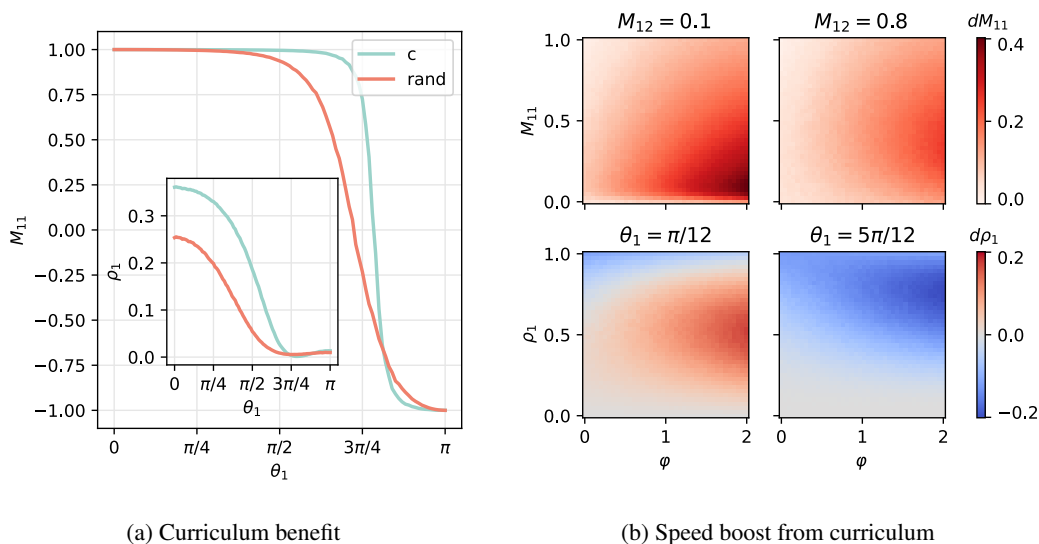 1.00
0.75
0.50
0.25
0.00
−0.25
−0.50
−0.75
−1.00
M₁₁
0
π/4
π/2
3π/4
π
θ₁
c
rand
0.3
0.2
0.1
0.0
ρ₁
0
π/4
π/2
3π/4
π
θ₁
(a) Curriculum benefit
M₁₂ = 0.1
M₁₂ = 0.8
dM₁₁
1.0
0.5
0.0
M₁₁
0.4
0.2
0.0
θ₁ = π/12
θ₁ = 5π/12
dρ₁
1.0
0.5
0.0
ρ₁
0.2
0.0
−0.2
0
1
2
φ
0
1
2
φ
(b) Speed boost from curriculum